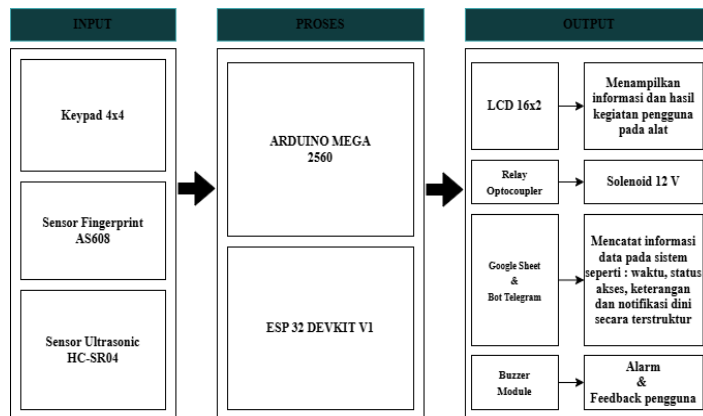 INPUT
Keypad 4x4
Sensor Fingerprint
AS608
Sensor Ultrasonic
HC-SR04
PROSES
ARDUINO MEGA
2560
ESP 32 DEVKIT V1
OUTPUT
LCD 16x2
Menampilkan
informasi dan hasil
kegiatan pengguna
pada alat
Relay
Optocoupler
Solenoid 12 V
Google Sheet
&
Bot Telegram
Mencatat informasi
data pada sistem
seperti : waktu, status
akses, keterangan
dan notifikasi dini
secara terstruktur
Buzzer
Module
Alarm
&
Feedback pengguna